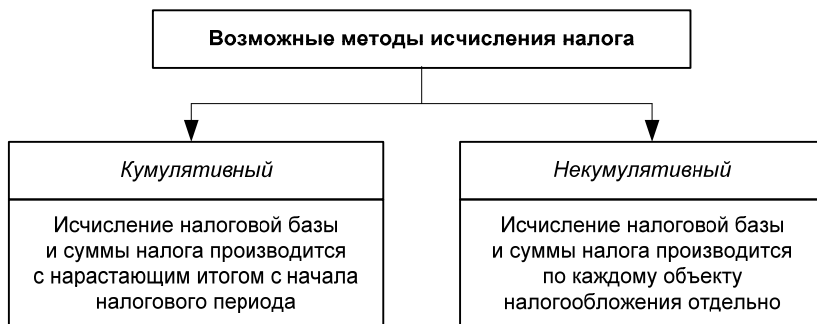 Возможные методы исчисления налога
Кумулятивный
Исчисление налоговой базы
и суммы налога производится
с нарастающим итогом с начала
налогового периода
Некумулятивный
Исчисление налоговой базы
и суммы налога производится
по каждому объекту
налогообложения отдельно